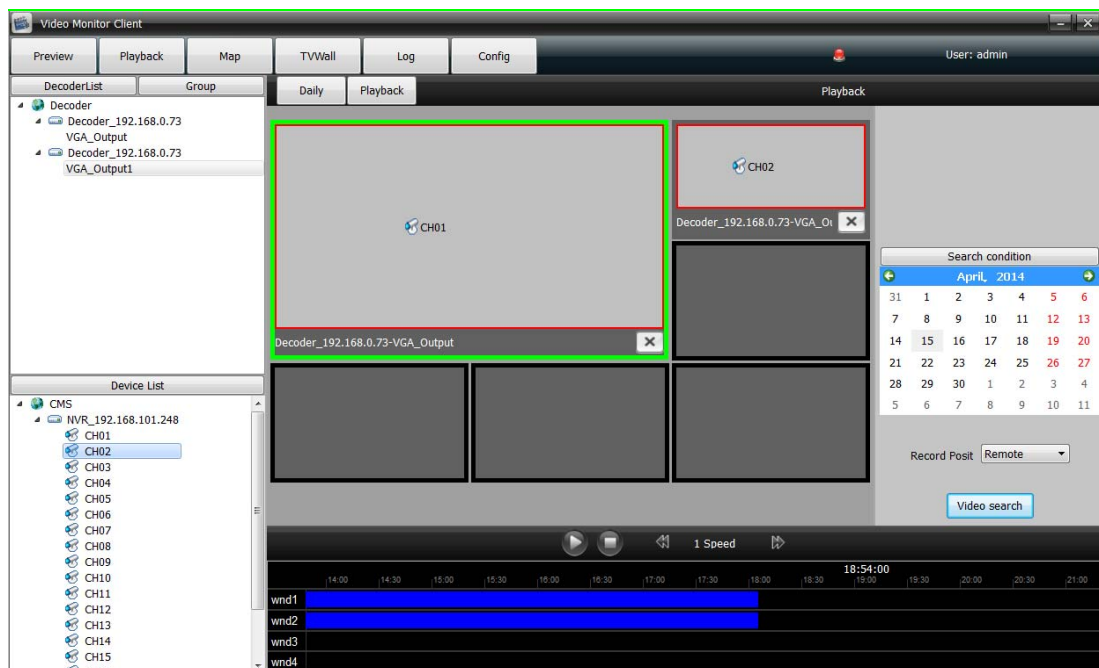 Video Monitor Client
Preview Playback Map TVWall Log Config User: admin
DecoderList Group
Daily Playback Playback
Decoder
Decoder_192.168.0.73
VGA_Output
Decoder_192.168.0.73
VGA_Output1
CH01
Decoder_192.168.0.73-VGA_Output
CH02
Decoder_192.168.0.73-VGA_O
Search condition
April, 2014
31 1 2 3 4 5 6
7 8 9 10 11 12 13
14 15 16 17 18 19 20
21 22 23 24 25 26 27
28 29 30 1 2 3 4
5 6 7 8 9 10 11
Record Posit Remote
Video search
Device List
CMS
NVR_192.168.101.248
CH01
CH02
CH03
CH04
CH05
CH06
CH07
CH08
CH09
CH10
CH11
CH12
CH13
CH14
CH15
1 Speed
18:54:00
14:00 14:30 15:00 15:30 16:00 16:30 17:00 17:30 18:00 18:30 19:00 19:30 20:00 20:30 21:00
wnd1
wnd2
wnd3
wnd4